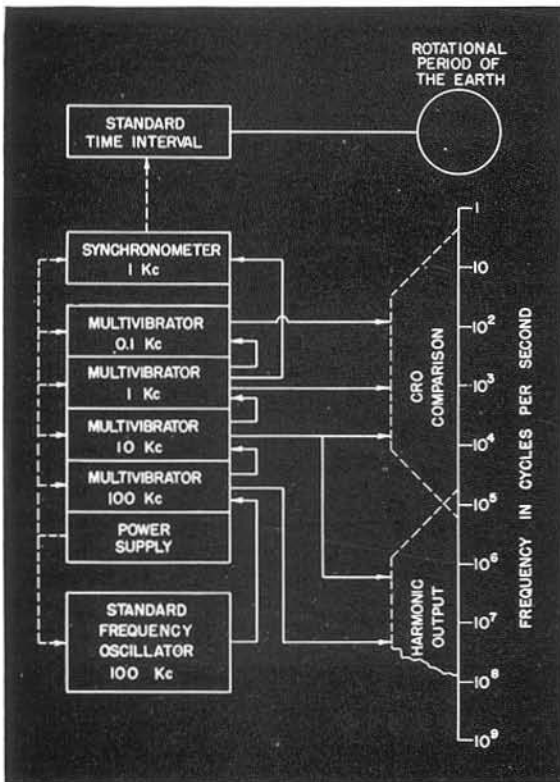 ROTATIONAL
PERIOD OF
THE EARTH
STANDARD
TIME INTERVAL
SYNCHRONOMETER
1 Kc
MULTIVIBRATOR
0.1 Kc
MULTIVIBRATOR
1 Kc
MULTIVIBRATOR
10 Kc
MULTIVIBRATOR
100 Kc
POWER
SUPPLY
STANDARD
FREQUENCY
OSCILLATOR
100 Kc
CRO
COMPARISON
HARMONIC
OUTPUT
1
10
10²
10³
10⁴
10⁵
10⁶
10⁷
10⁸
10⁹
FREQUENCY IN CYCLES PER SECOND